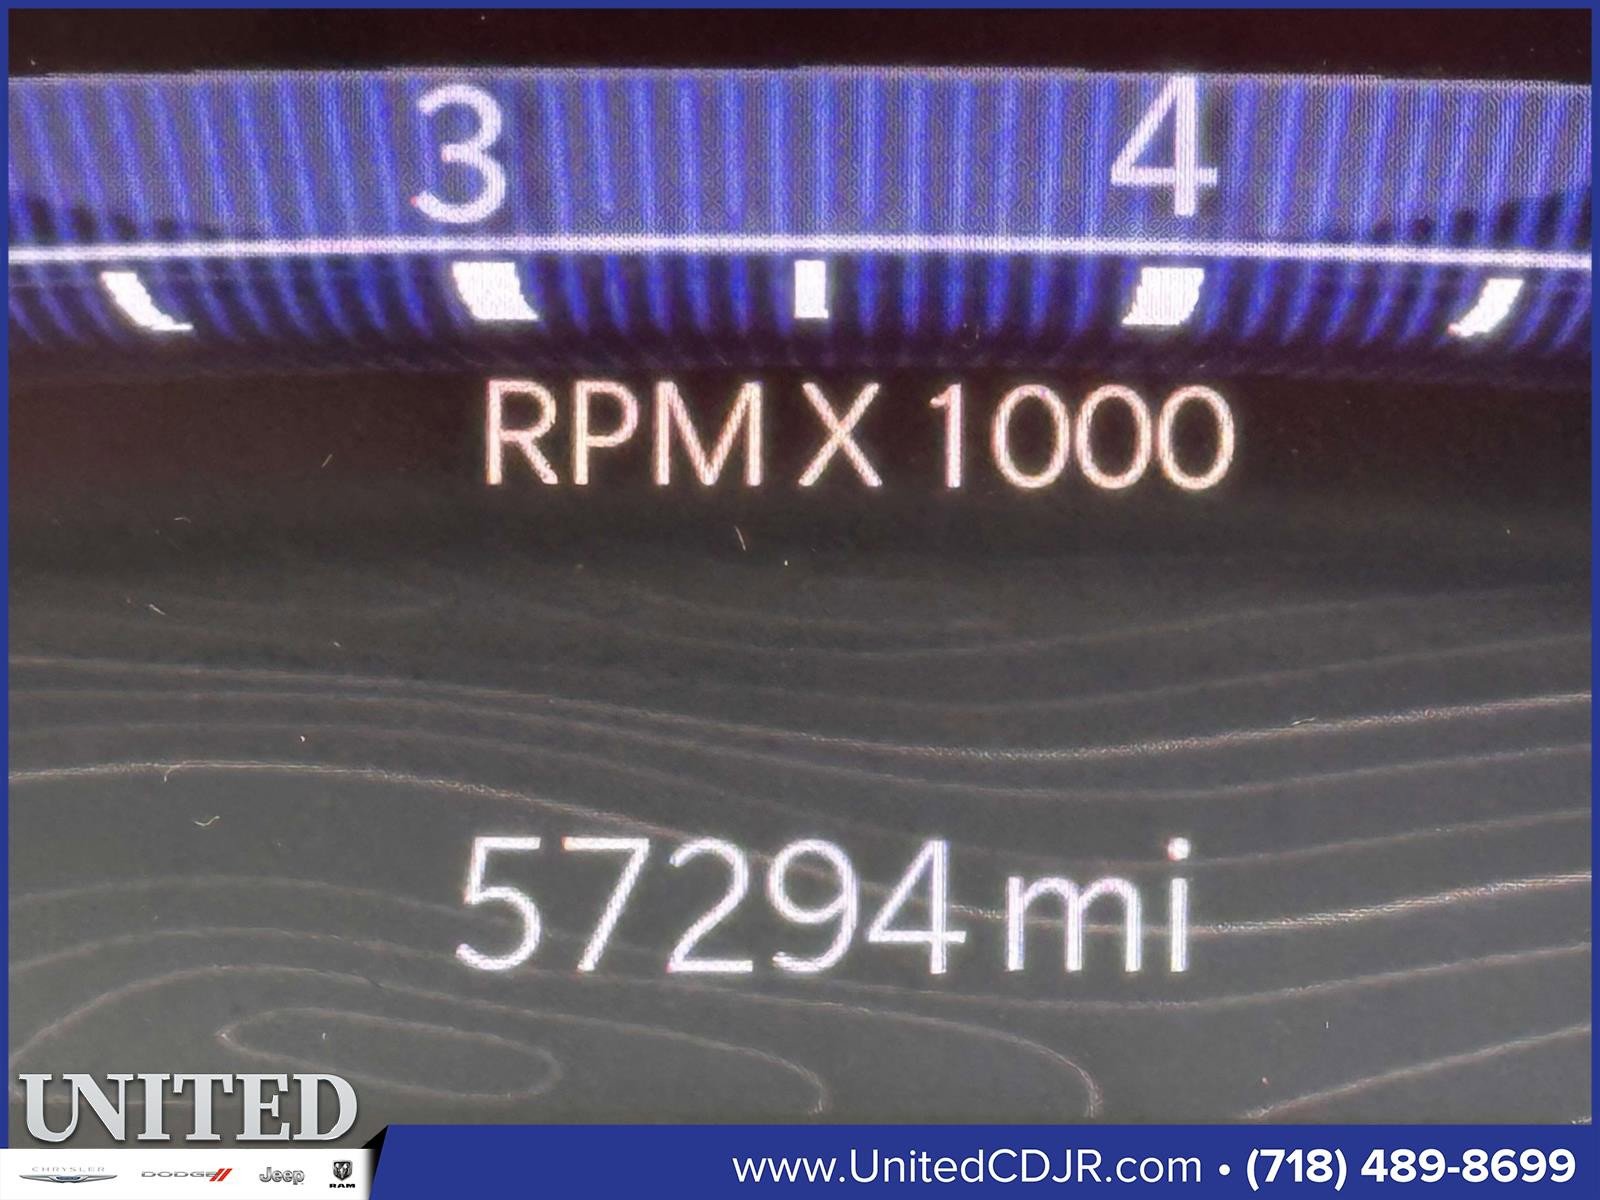 3 4
RPM X 1000
57294 mi
UNITED
CHRYSLER DODGE Jeep RAM
www.UnitedCDJR.com • (718) 489-8699